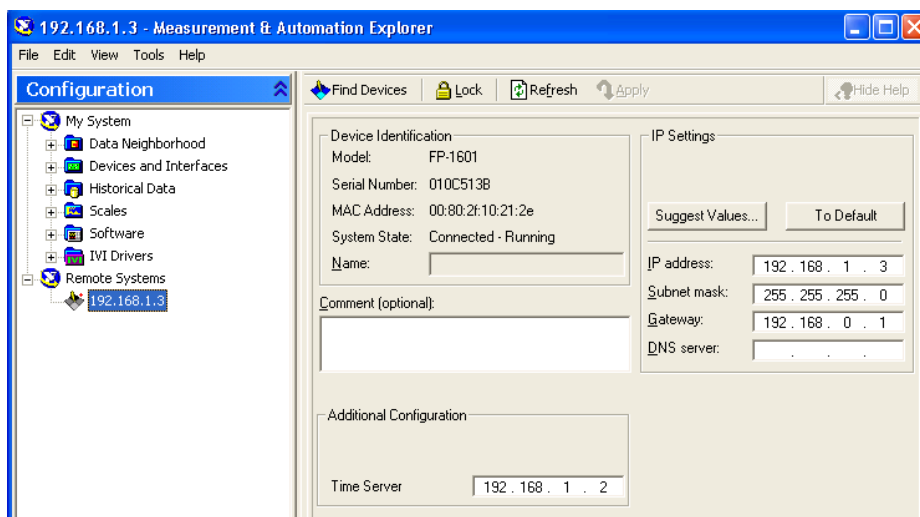 192.168.1.3 - Measurement & Automation Explorer
File Edit View Tools Help
Configuration
My System
Data Neighborhood
Devices and Interfaces
Historical Data
Scales
Software
IVI Drivers
Remote Systems
192.168.1.3
Find Devices Lock Refresh Apply Hide Help
Device Identification
Model: FP-1601
Serial Number: 010C513B
MAC Address: 00:80:2f:10:21:2e
System State: Connected - Running
Name:
Comment (optional):
Additional Configuration
Time Server 192 . 168 . 1 . 2
IP Settings
Suggest Values... To Default
IP address: 192 . 168 . 1 . 3
Subnet mask: 255 . 255 . 255 . 0
Gateway: 192 . 168 . 0 . 1
DNS server: . . .